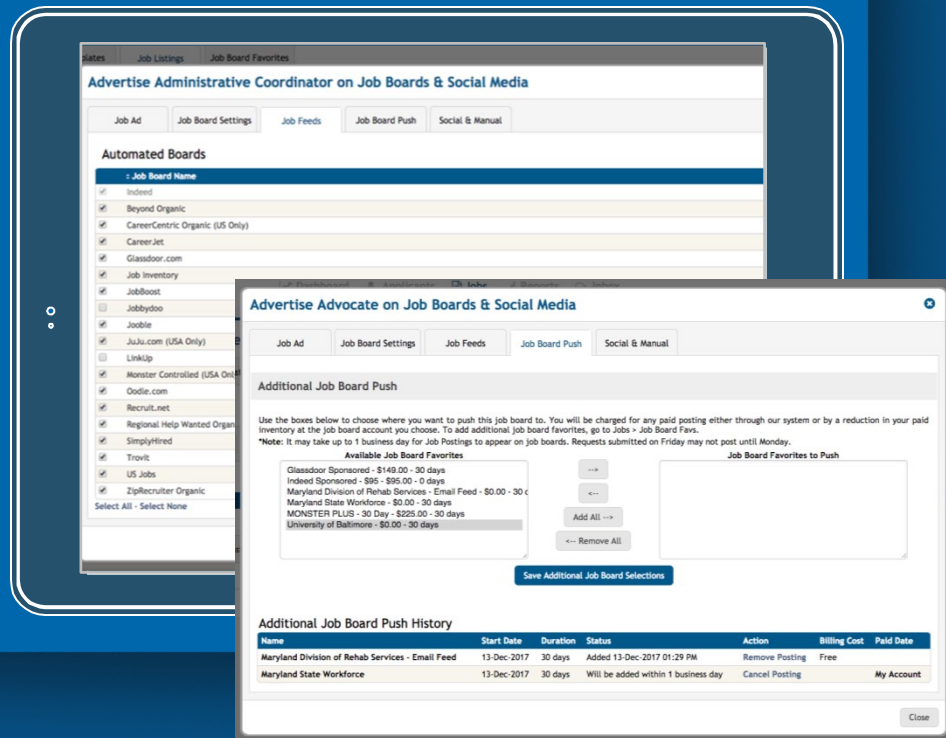 Job Listings Job Board Favorites
Advertise Administrative Coordinator on Job Boards & Social Media
Job Ad Job Board Settings Job Feeds Job Board Push Social & Manual
Automated Boards
Job Board Name
Indeed
Beyond Organic
CareerCentric Organic (US Only)
CareerJet
Glassdoor.com
Job Inventory
JobBoost
Jobbydoo
Jooble
JuJu.com (USA Only)
LinkUp
Monster Controlled (USA
Oodle.com
Recruit.net
Regional Help Wanted
SimplyHired
Trovit
US Jobs
ZipRecruiter Organic
Select All - Select None
Dashboard Applicants Jobs Reports Inbox
Advertise Advocate on Job Boards & Social Media
Job Ad Job Board Settings Job Feeds Job Board Push Social & Manual
Additional Job Board Push
Use the boxes below to choose where you want to push this job board to. You will be charged for any paid posting either through our system or by a reduction in your paid
inventory at the job board account you choose. To add additional job board favorites, go to Jobs > Job Board Favs.
*Note: It may take up to 1 business day for Job Postings to appear on job boards. Requests submitted on Friday may not post until Monday.
Available Job Board Favorites Job Board Favorites to Push
Glassdoor Sponsored - $149.00 - 30 days
Indeed Sponsored - $95 - $95.00 - 0 days
Maryland Division of Rehab Services - Email Feed - $0.00 - 30
Maryland State Workforce - $0.00 - 30 days
MONSTER PLUS - 30 Day - $225.00 - 30 days
University of Baltimore - $0.00 - 30 days
-->
<--
Add All -->
<-- Remove All
Save Additional Job Board Selections
Additional Job Board Push History
Name Start Date Duration Status Action Billing Cost Paid Date
Maryland Division of Rehab Services - Email Feed 13-Dec-2017 30 days Added 13-Dec-2017 01:29 PM Remove Posting Free
Maryland State Workforce 13-Dec-2017 30 days Will be added within 1 business day Cancel Posting My Account
Close